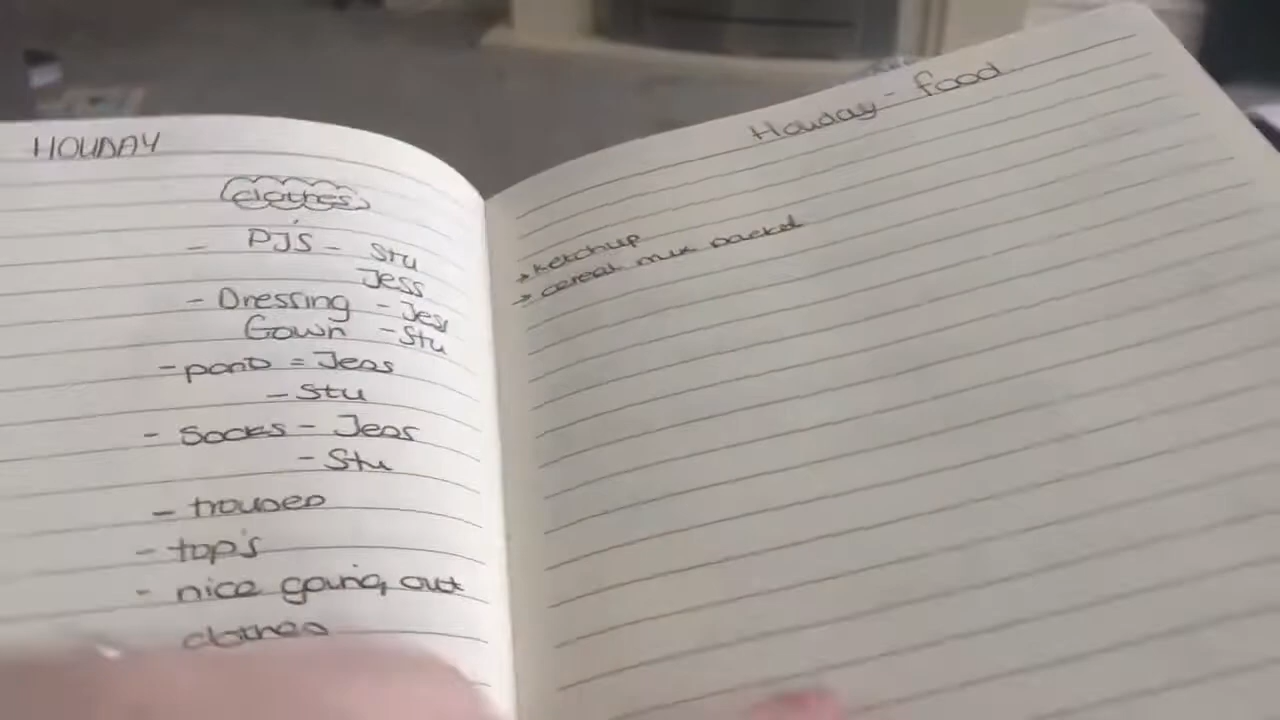 HOLIDAY
clothes
- PJ'S - Stu
Jess
- Dressing - Jess
Gown - Stu
- pants = Jess
- Stu
- Socks - Jess
- Stu
- trousers
- top's
- nice going out
clothes
Holiday - food
→ ketchup
→ cereal mix packet